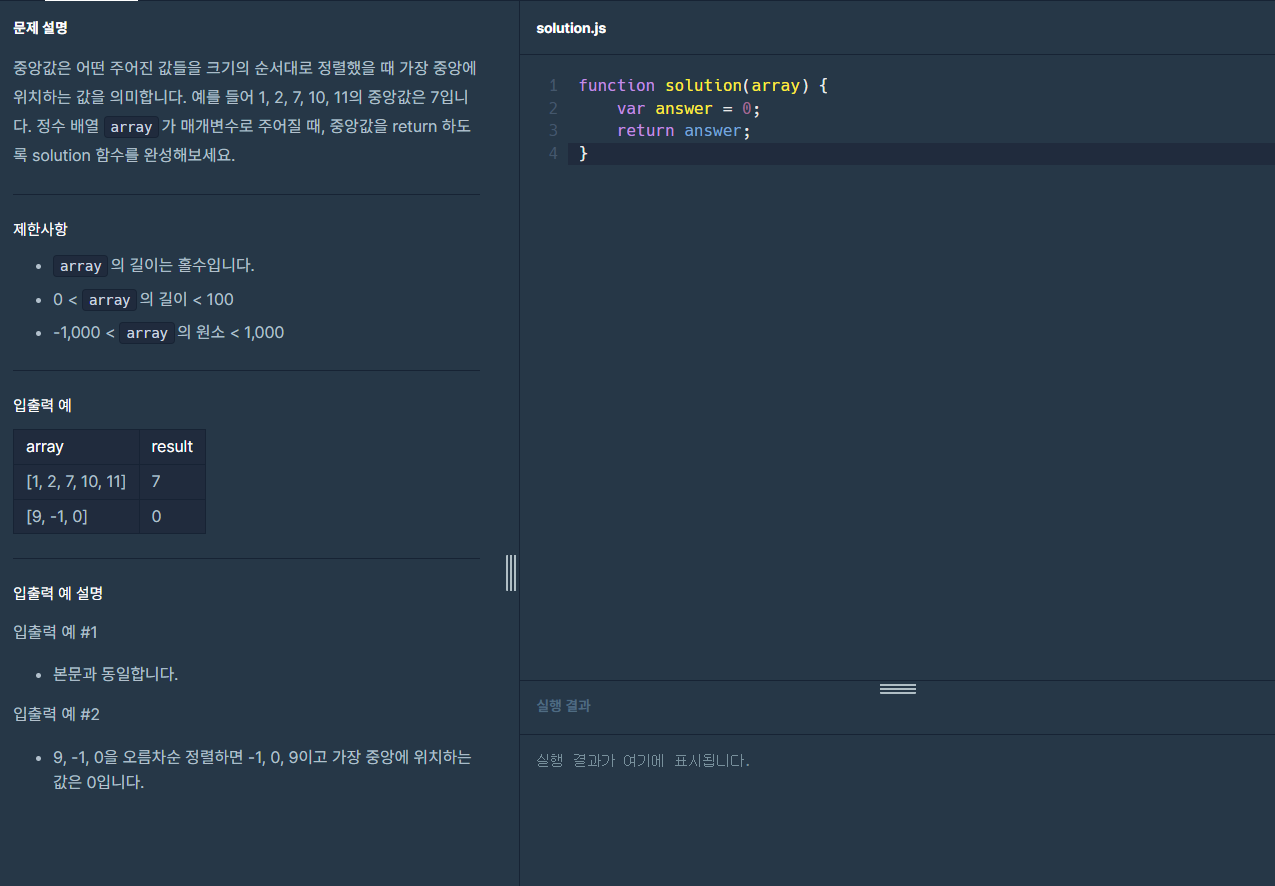 문제 설명
중앙값은 어떤 주어진 값들을 크기의 순서대로 정렬했을 때 가장 중앙에
위치하는 값을 의미합니다. 예를 들어 1, 2, 7, 10, 11의 중앙값은 7입니
다. 정수 배열 array 가 매개변수로 주어질 때, 중앙값을 return 하도
록 solution 함수를 완성해보세요.
제한사항
• array 의 길이는 홀수입니다.
• 0 < array 의 길이 < 100
• -1,000 < array 의 원소 < 1,000
입출력 예
array result
[1, 2, 7, 10, 11] 7
[9, -1, 0] 0
입출력 예 설명
입출력 예 #1
• 본문과 동일합니다.
입출력 예 #2
• 9, -1, 0을 오름차순 정렬하면 -1, 0, 9이고 가장 중앙에 위치하는
값은 0입니다.
solution.js
1 function solution(array) {
2     var answer = 0;
3     return answer;
4 }
실행 결과
실행 결과가 여기에 표시됩니다.